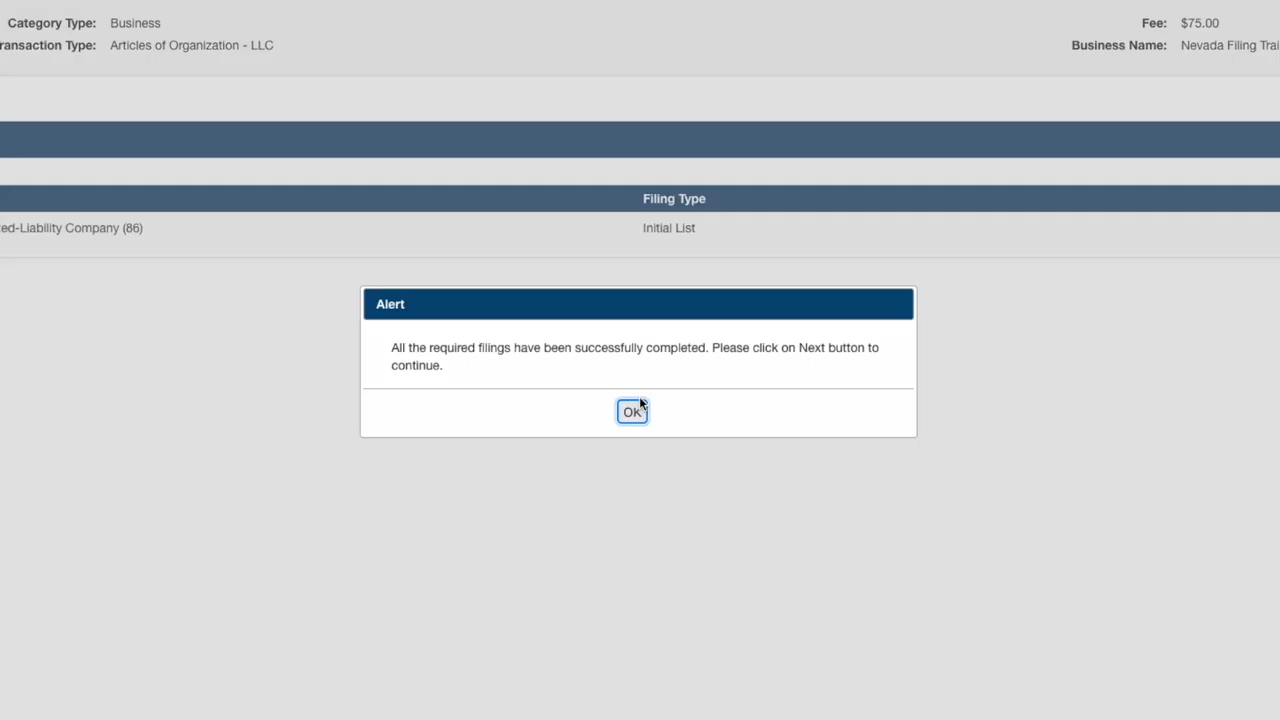 Category Type: Business Fee: $75.00
ransaction Type: Articles of Organization - LLC Business Name: Nevada Filing Trai
Filing Type
ed-Liability Company (86) Initial List
Alert
All the required filings have been successfully completed. Please click on Next button to
continue.
OK